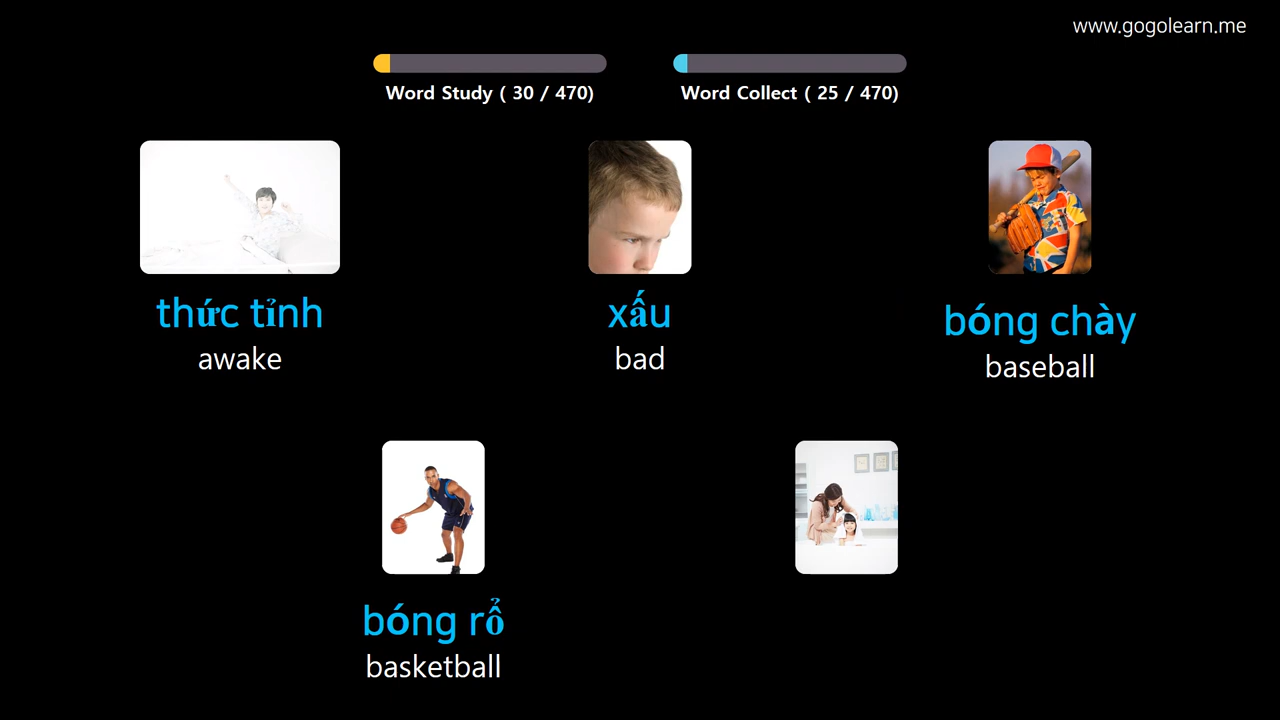 www.gogolearn.me
Word Study ( 30 / 470)
Word Collect ( 25 / 470)
thức tỉnh
awake
xấu
bad
bóng chày
baseball
bóng rổ
basketball